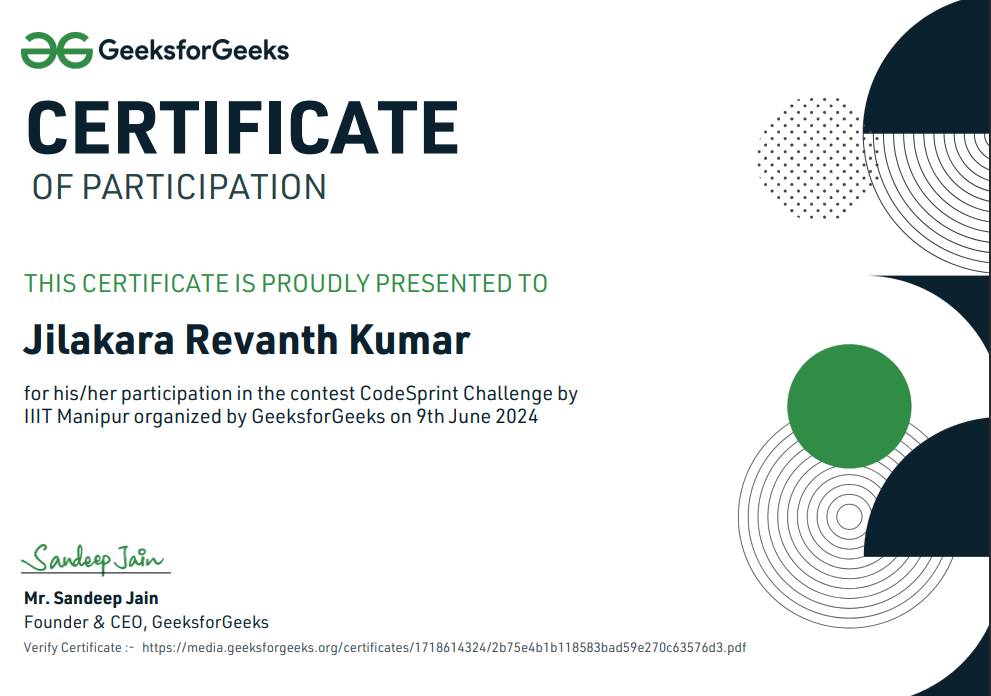 GeeksforGeeks
CERTIFICATE
OF PARTICIPATION
THIS CERTIFICATE IS PROUDLY PRESENTED TO
Jilakara Revanth Kumar
for his/her participation in the contest CodeSprint Challenge by
IIIT Manipur organized by GeeksforGeeks on 9th June 2024
Sandeep Jain
Mr. Sandeep Jain
Founder & CEO, GeeksforGeeks
Verify Certificate :- https://media.geeksforgeeks.org/certificates/1718614324/2b75e4b1b118583bad59e270c63576d3.pdf